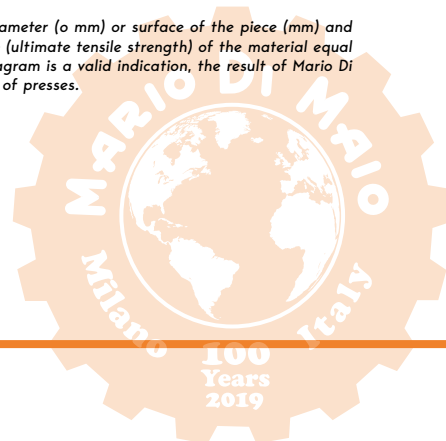 ameter (o mm) or surface of the piece (mm) and
(ultimate tensile strength) of the material equal
agram is a valid indication, the result of Mario Di
of presses.
MARIO DI MAIO
Milano Italy
100
Years
2019